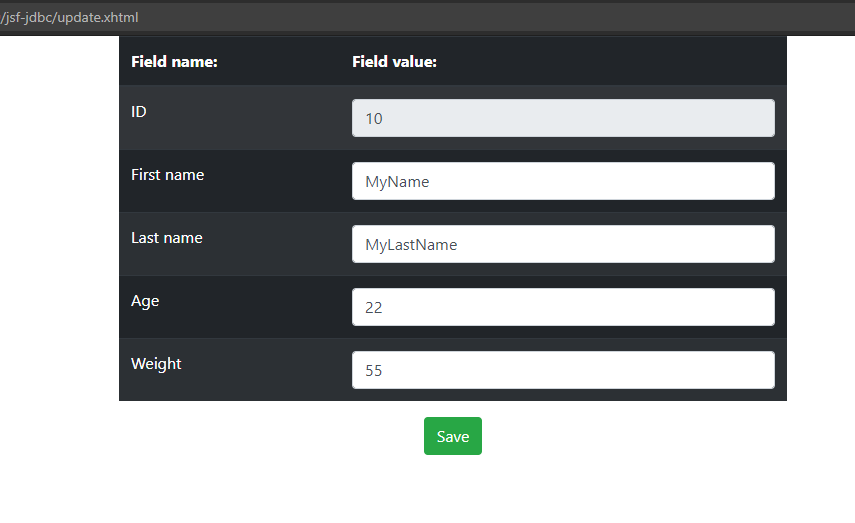 /jsf-jdbc/update.xhtml
Field name: Field value:
ID 10
First name MyName
Last name MyLastName
Age 22
Weight 55
Save